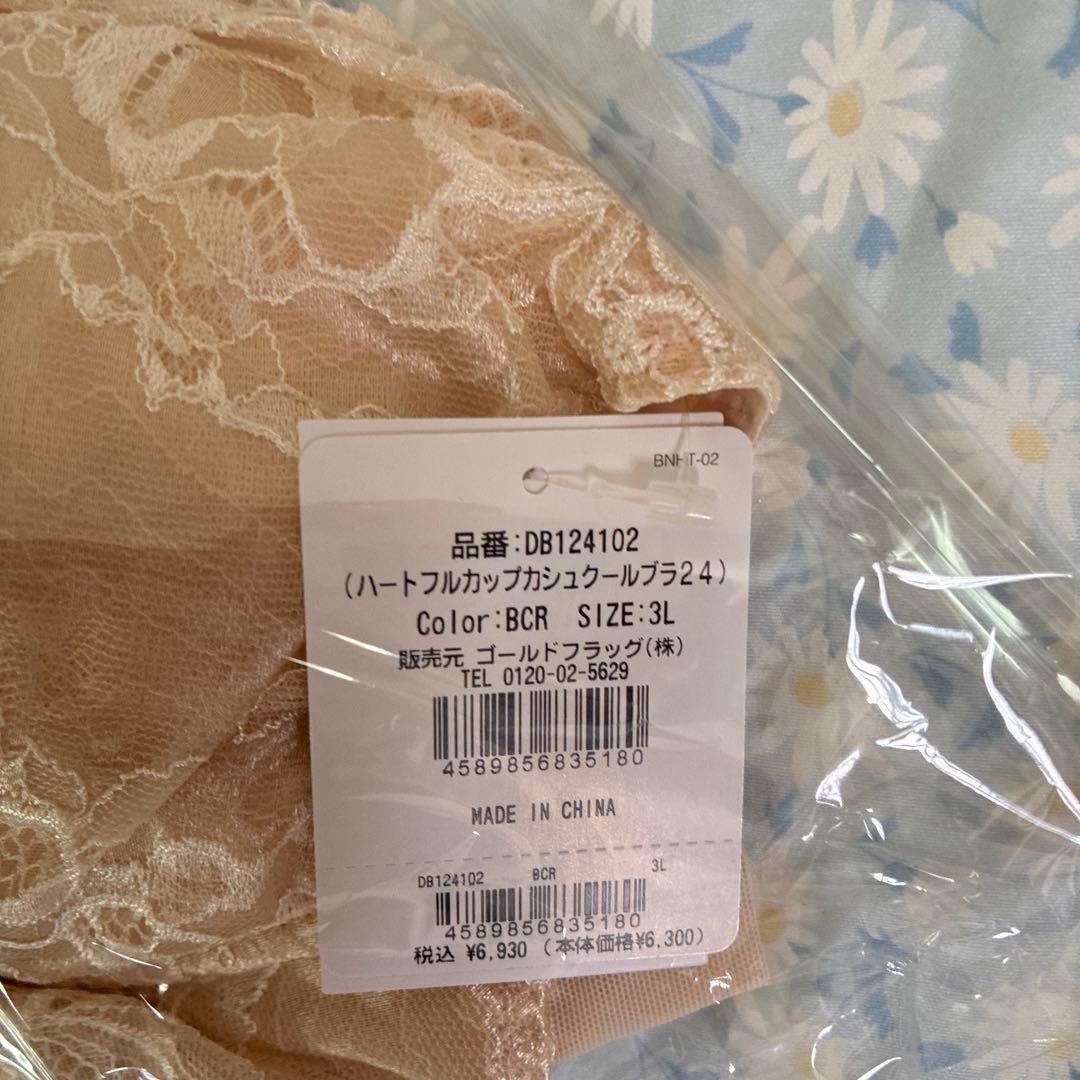 品番:DB124102
(ハートフルカップカシュクールブラ24)
Color:BCR SIZE:3L
販売元 ゴールドフラッグ(株)
TEL 0120-02-5629
4589856835180
MADE IN CHINA
DB124102 BCR 3L
4589856835180
税込 ¥6,930 (本体価格¥6,300)